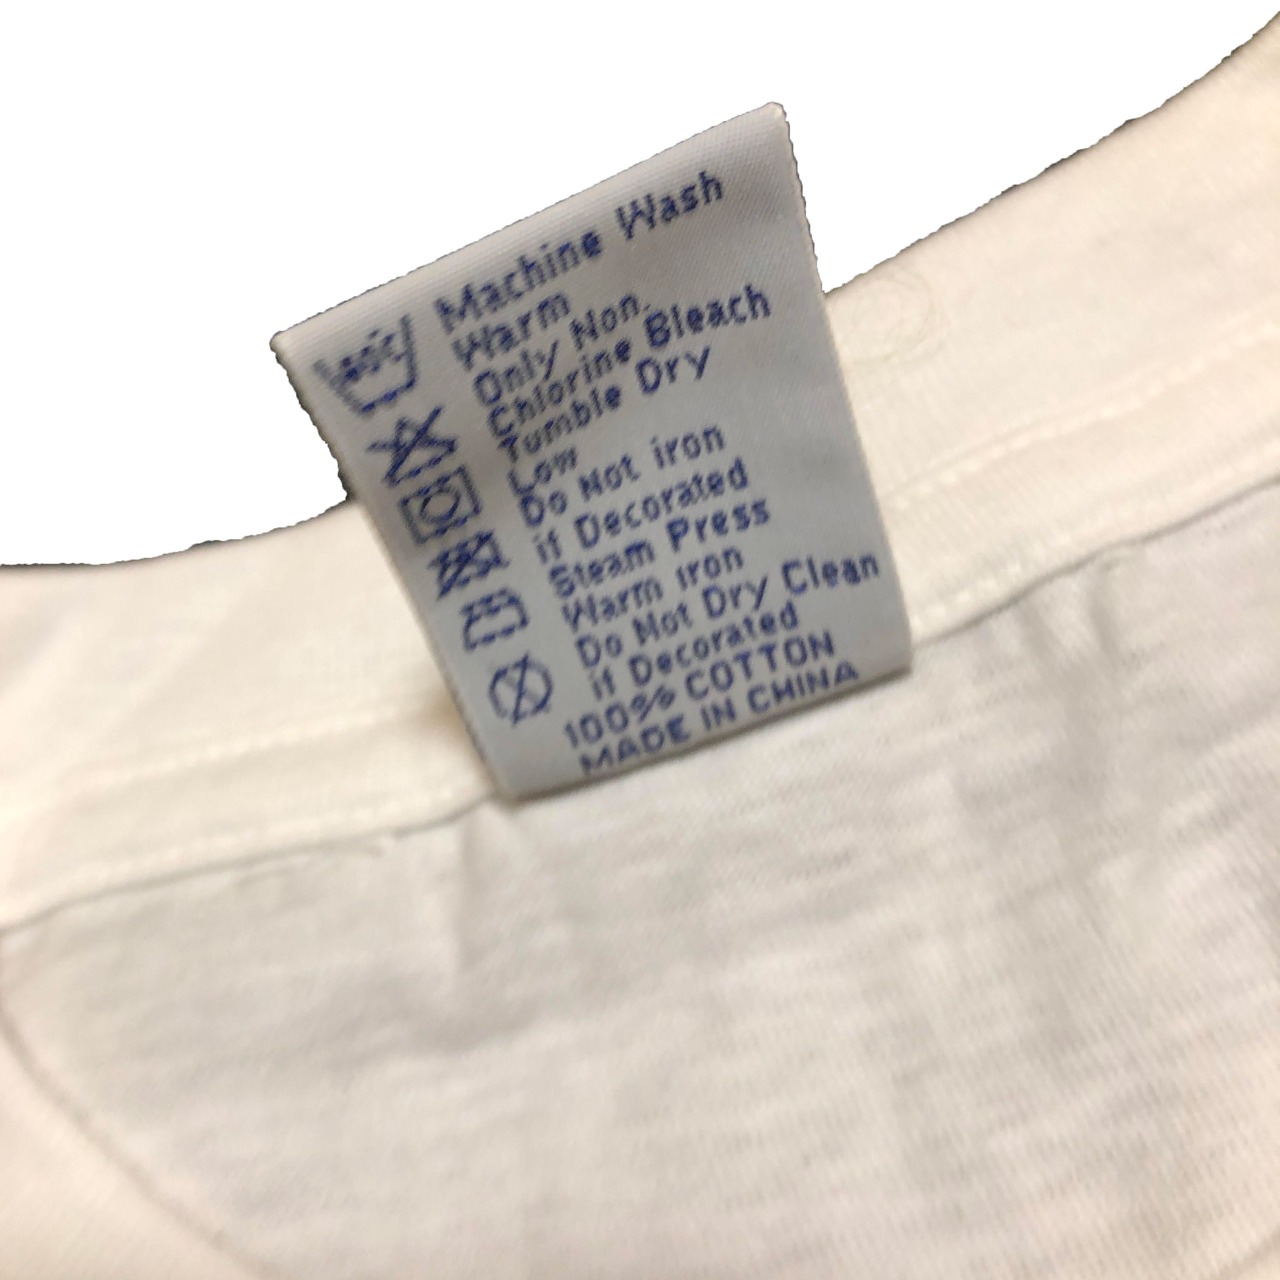 Machine Wash
Warm
Only Non.
Chlorine Bleach
Tumble Dry
Low
Do Not iron
if Decorated
Steam Press
Warm iron
Do Not Dry Clean
if Decorated
100% COTTON
MADE IN CHINA